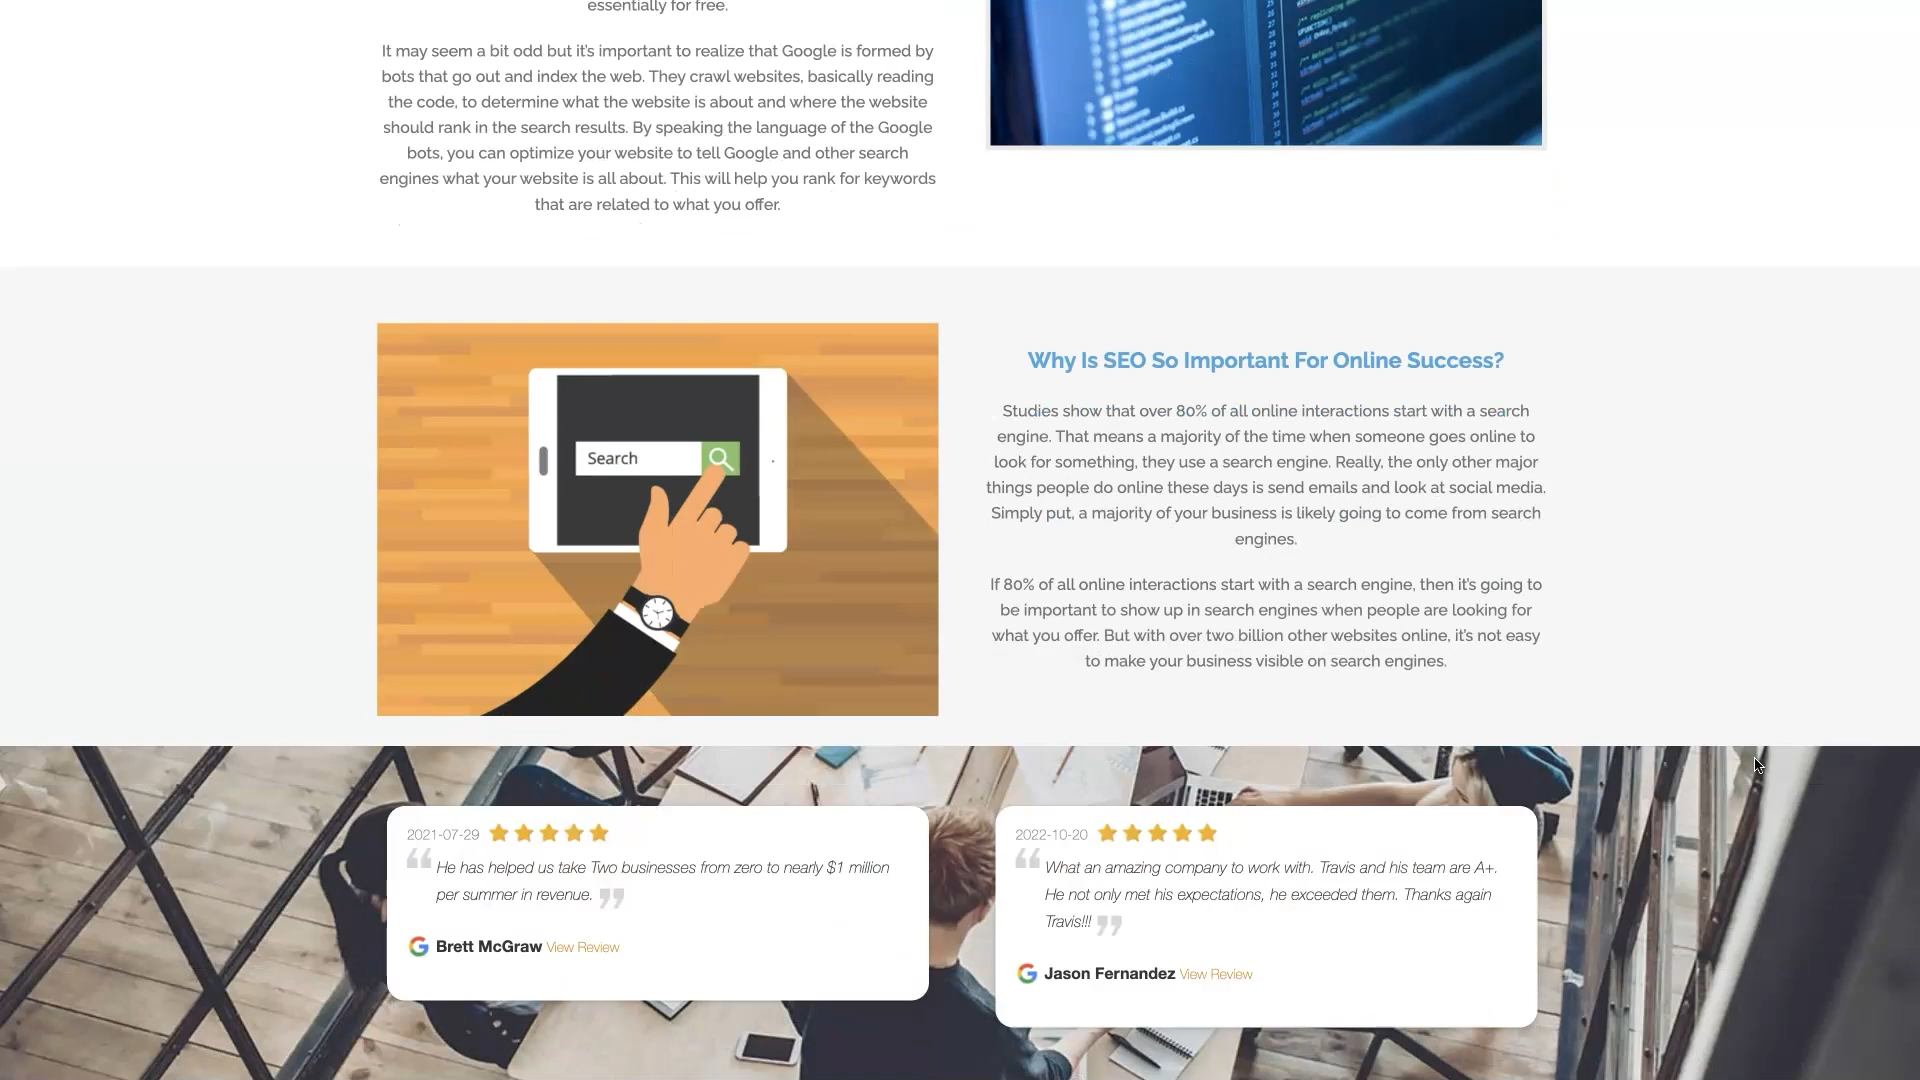 essentially for free.
It may seem a bit odd but it's important to realize that Google is formed by
bots that go out and index the web. They crawl websites, basically reading
the code, to determine what the website is about and where the website
should rank in the search results. By speaking the language of the Google
bots, you can optimize your website to tell Google and other search
engines what your website is all about. This will help you rank for keywords
that are related to what you offer.
Search
Why Is SEO So Important For Online Success?
Studies show that over 80% of all online interactions start with a search
engine. That means a majority of the time when someone goes online to
look for something, they use a search engine. Really, the only other major
things people do online these days is send emails and look at social media.
Simply put, a majority of your business is likely going to come from search
engines.
If 80% of all online interactions start with a search engine, then it's going to
be important to show up in search engines when people are looking for
what you offer. But with over two billion other websites online, it's not easy
to make your business visible on search engines.
2021-07-29
“ He has helped us take Two businesses from zero to nearly $1 million
per summer in revenue. ”
Brett McGraw View Review
2022-10-20
“ What an amazing company to work with. Travis and his team are A+.
He not only met his expectations, he exceeded them. Thanks again
Travis!!! ”
Jason Fernandez View Review